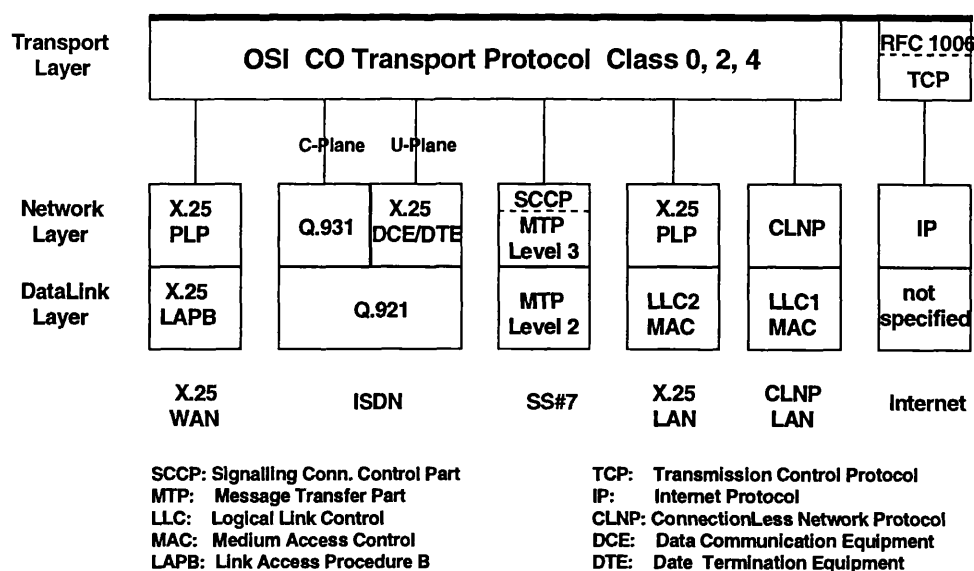 Transport
Layer
OSI CO Transport Protocol Class 0, 2, 4
RFC 1006
TCP
C-Plane
U-Plane
Network
Layer
X.25
PLP
Q.931
X.25
DCE/DTE
SCCP
MTP
Level 3
X.25
PLP
CLNP
IP
DataLink
Layer
X.25
LAPB
Q.921
MTP
Level 2
LLC2
MAC
LLC1
MAC
not
specified
X.25
WAN
ISDN
SS#7
X.25
LAN
CLNP
LAN
Internet
SCCP: Signalling Conn. Control Part
MTP: Message Transfer Part
LLC: Logical Link Control
MAC: Medium Access Control
LAPB: Link Access Procedure B
TCP: Transmission Control Protocol
IP: Internet Protocol
CLNP: ConnectionLess Network Protocol
DCE: Data Communication Equipment
DTE: Date Termination Equipment